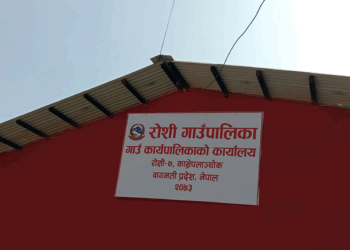 रोशी गाउँपालिका
गाउँ कार्यपालिकाको कार्यालय
रोशी-७, काभ्रेपलाञ्चोक
बागमती प्रदेश, नेपाल
२०७३